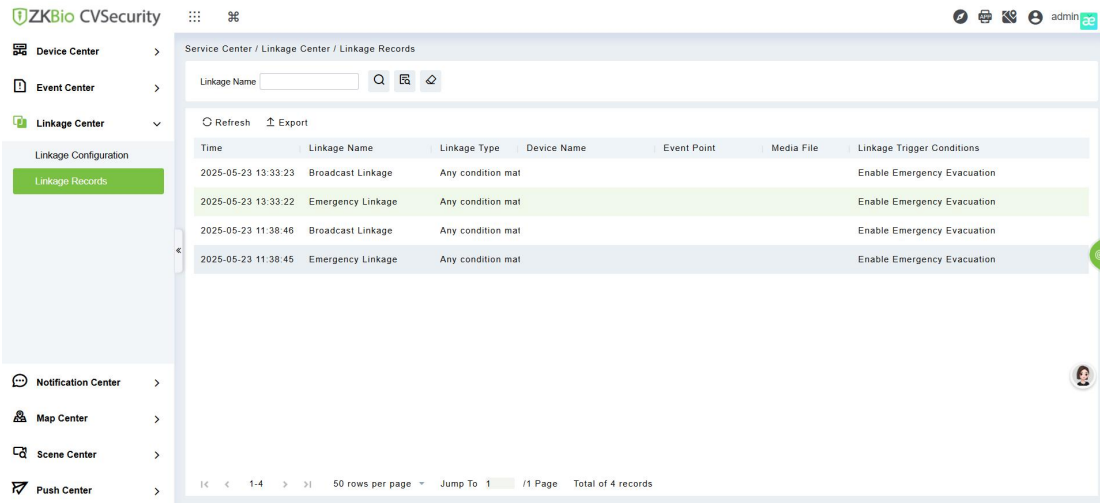 ZKBio CVSecurity
admin
æ
Device Center
Event Center
Linkage Center
Linkage Configuration
Linkage Records
Notification Center
Map Center
Scene Center
Push Center
Service Center / Linkage Center / Linkage Records
Linkage Name
Refresh Export
Time Linkage Name Linkage Type Device Name Event Point Media File Linkage Trigger Conditions
2025-05-23 13:33:23 Broadcast Linkage Any condition mat Enable Emergency Evacuation
2025-05-23 13:33:22 Emergency Linkage Any condition mat Enable Emergency Evacuation
2025-05-23 11:38:46 Broadcast Linkage Any condition mat Enable Emergency Evacuation
2025-05-23 11:38:45 Emergency Linkage Any condition mat Enable Emergency Evacuation
1-4 50 rows per page Jump To 1 /1 Page Total of 4 records